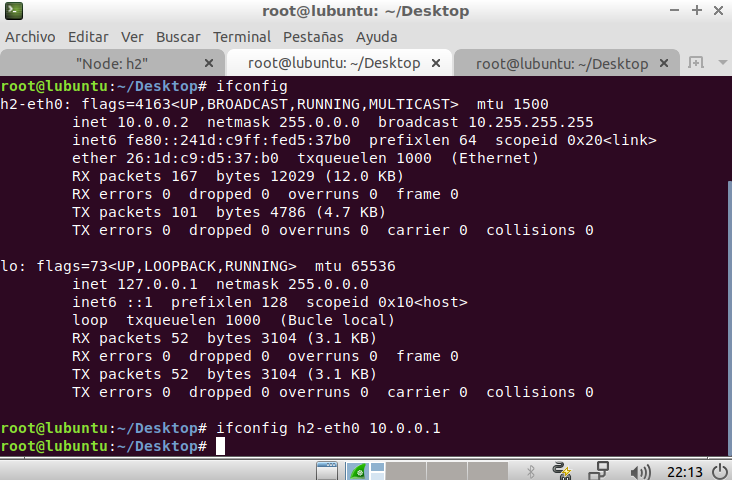 root@lubuntu: ~/Desktop
Archivo Editar Ver Buscar Terminal Pestañas Ayuda
"Node: h2" × root@lubuntu: ~/Desktop × root@lubuntu: ~/Desktop ×
root@lubuntu:~/Desktop# ifconfig
h2-eth0: flags=4163<UP,BROADCAST,RUNNING,MULTICAST>  mtu 1500
        inet 10.0.0.2  netmask 255.0.0.0  broadcast 10.255.255.255
        inet6 fe80::241d:c9ff:fed5:37b0  prefixlen 64  scopeid 0x20<link>
        ether 26:1d:c9:d5:37:b0  txqueuelen 1000  (Ethernet)
        RX packets 167  bytes 12029 (12.0 KB)
        RX errors 0  dropped 0  overruns 0  frame 0
        TX packets 101  bytes 4786 (4.7 KB)
        TX errors 0  dropped 0 overruns 0  carrier 0  collisions 0
lo: flags=73<UP,LOOPBACK,RUNNING>  mtu 65536
        inet 127.0.0.1  netmask 255.0.0.0
        inet6 ::1  prefixlen 128  scopeid 0x10<host>
        loop  txqueuelen 1000  (Bucle local)
        RX packets 52  bytes 3104 (3.1 KB)
        RX errors 0  dropped 0  overruns 0  frame 0
        TX packets 52  bytes 3104 (3.1 KB)
        TX errors 0  dropped 0 overruns 0  carrier 0  collisions 0
root@lubuntu:~/Desktop# ifconfig h2-eth0 10.0.0.1
root@lubuntu:~/Desktop#
22:13